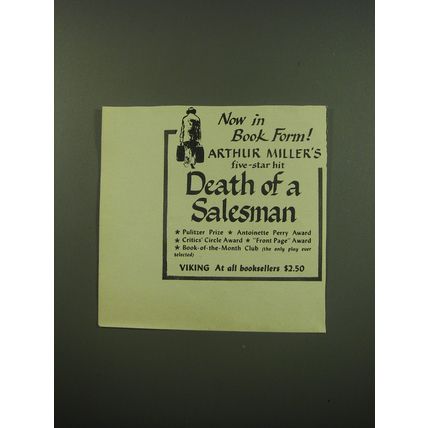 Now in
Book Form!
ARTHUR MILLER'S
five-star hit
Death of a
Salesman
★ Pulitzer Prize ★ Antoinette Perry Award
★ Critics' Circle Award ★ "Front Page" Award
★ Book-of-the-Month Club (the only play ever
selected)
VIKING At all booksellers $2.50